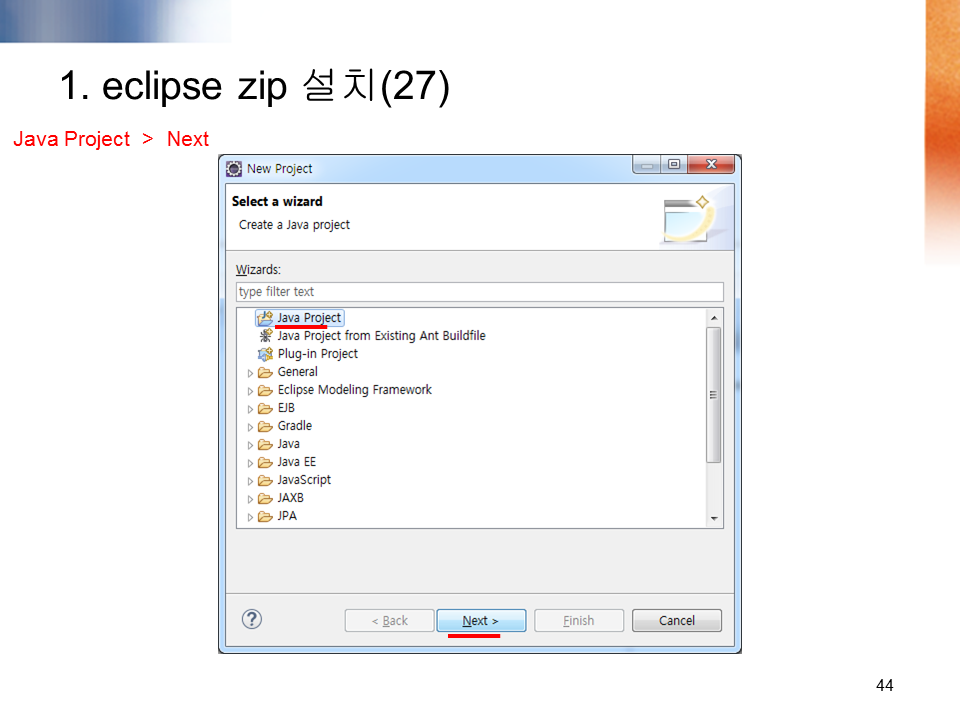 1. eclipse zip 설치(27)
Java Project > Next
New Project
Select a wizard
Create a Java project
Wizards:
type filter text
Java Project
Java Project from Existing Ant Buildfile
Plug-in Project
General
Eclipse Modeling Framework
EJB
Gradle
Java
Java EE
JavaScript
JAXB
JPA
? < Back Next > Finish Cancel
44